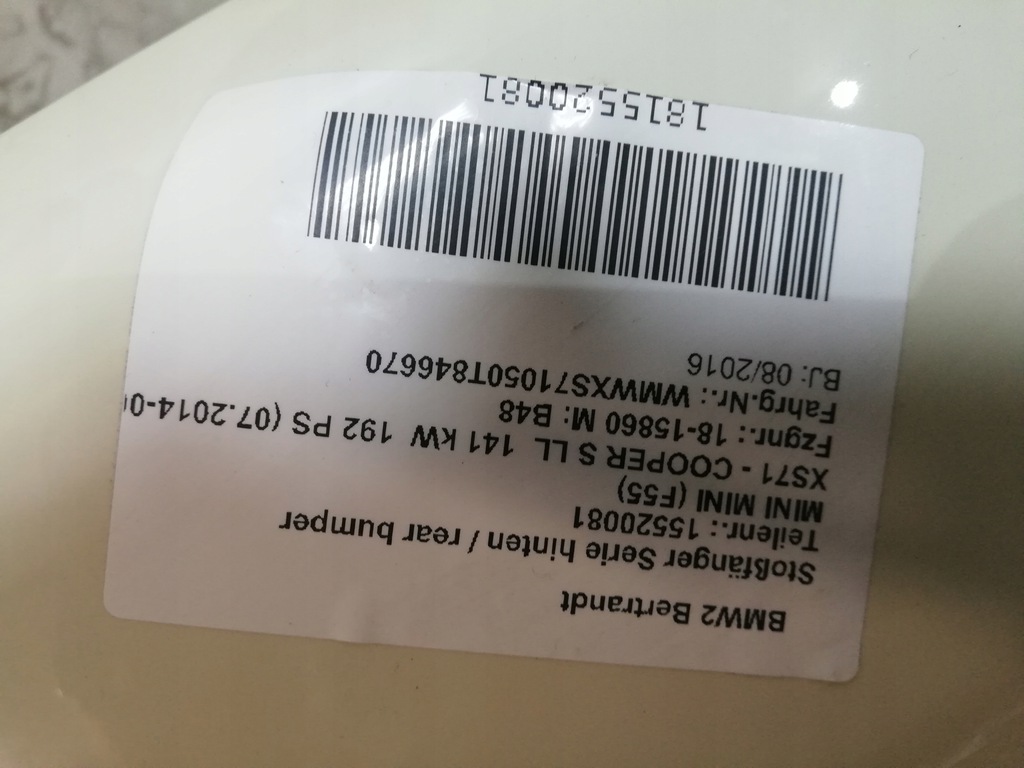 BMW2 Bertrandt
Stoßfänger Serie hinten / rear bumper
Teilenr.: 15520081
MINI MINI (F55)
XS71 - COOPER S LL 141 kW 192 PS (07.2014-0
Fzgnr.: 18-15860 M: B48
Fahrg.Nr.: WMWXS71050T846670
BJ: 08/2016
1815520081